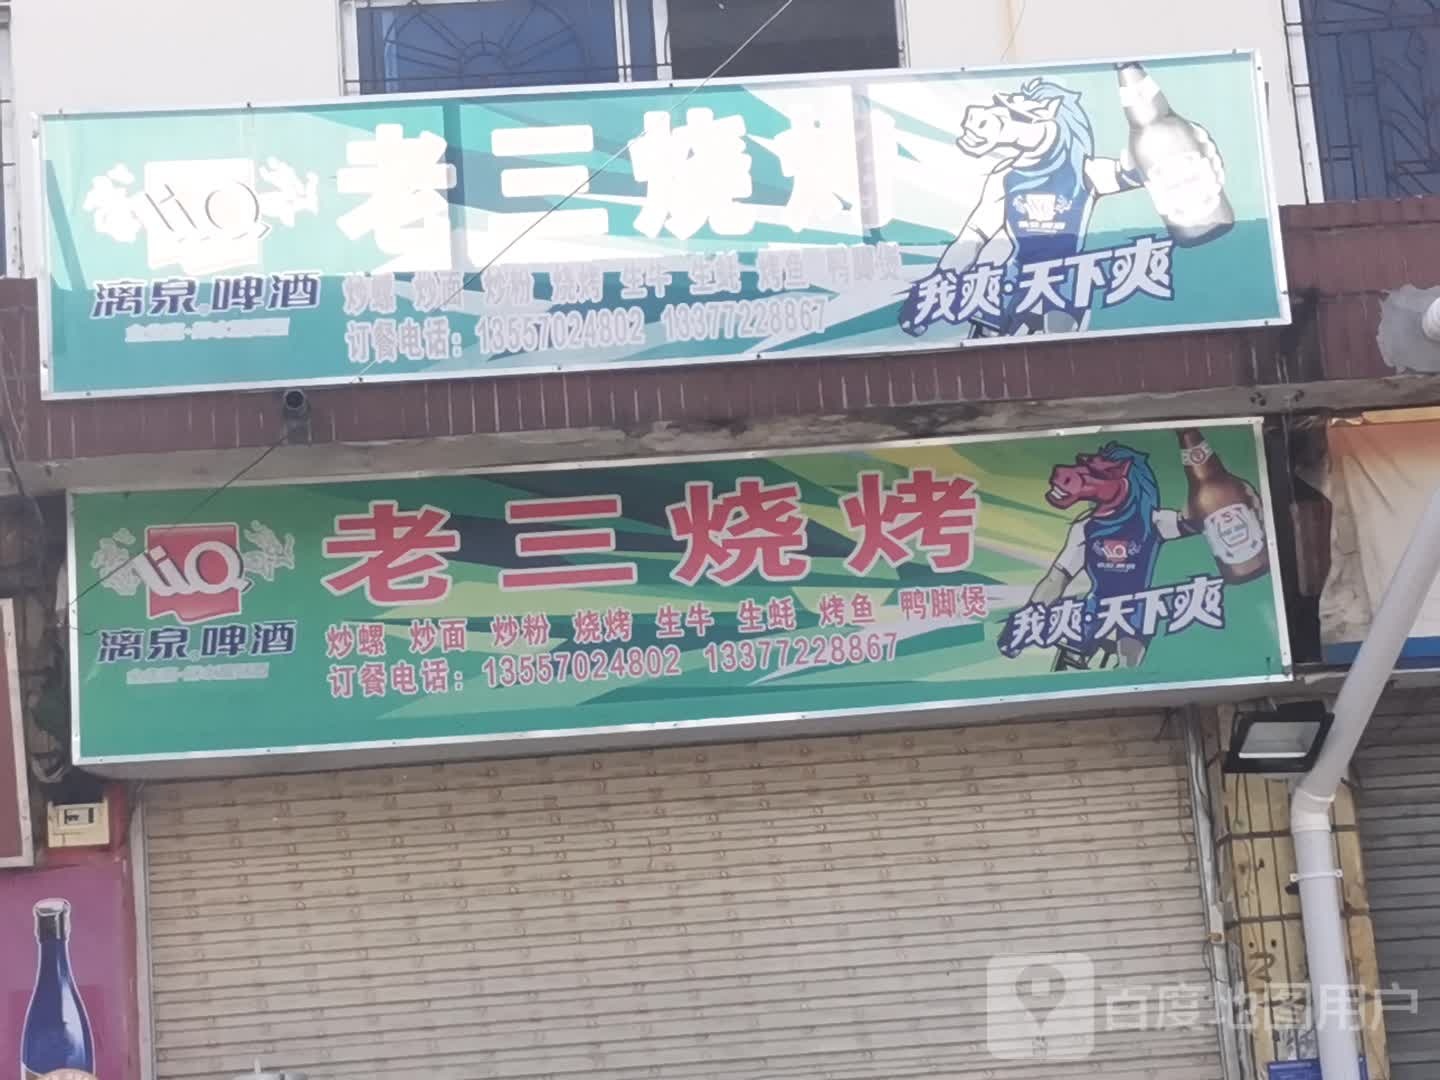 LiQ
漓泉啤酒
老三烧烤
炒螺 炒面 炒粉 烧烤 生牛 生蚝 烤鱼 鸭脚煲
订餐电话：13557024802 13377228867
我爽·天下爽
LiQ
漓泉啤酒
老三烧烤
炒螺 炒面 炒粉 烧烤 生牛 生蚝 烤鱼 鸭脚煲
订餐电话：13557024802 13377228867
我爽·天下爽
百度地图用户